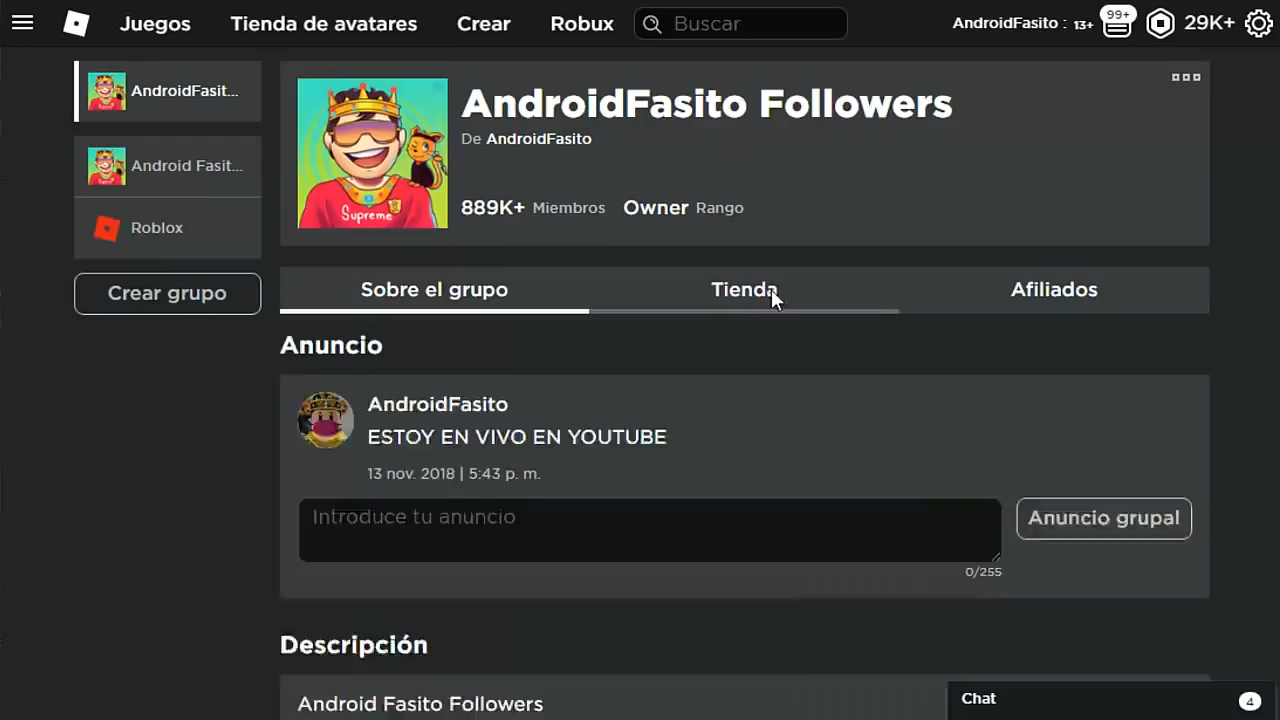 Juegos Tienda de avatares Crear Robux Buscar AndroidFasito : 13+ 99+ 29K+
AndroidFasit...
Android Fasit...
Roblox
Crear grupo
AndroidFasito Followers
De AndroidFasito
889K+ Miembros Owner Rango
Supreme
Sobre el grupo Tienda Afiliados
Anuncio
AndroidFasito
ESTOY EN VIVO EN YOUTUBE
13 nov. 2018 | 5:43 p. m.
Introduce tu anuncio
Anuncio grupal
0/255
Descripción
Android Fasito Followers
Chat 4